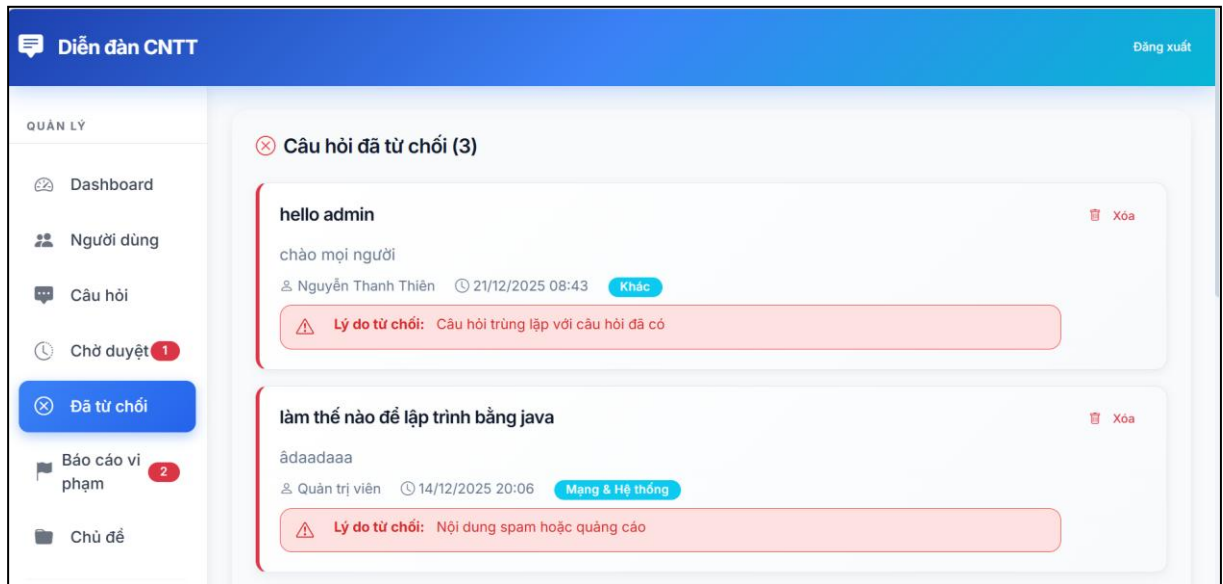 Diễn đàn CNTT
Đăng xuất
QUẢN LÝ
Dashboard
Người dùng
Câu hỏi
Chờ duyệt 1
Đã từ chối
Báo cáo vi
phạm
2
Chủ đề
Câu hỏi đã từ chối (3)
hello admin
Xóa
chào mọi người
Nguyễn Thanh Thiên 21/12/2025 08:43 Khác
Lý do từ chối: Câu hỏi trùng lặp với câu hỏi đã có
làm thế nào để lập trình bằng java
Xóa
âdaadaaa
Quản trị viên 14/12/2025 20:06 Mạng & Hệ thống
Lý do từ chối: Nội dung spam hoặc quảng cáo